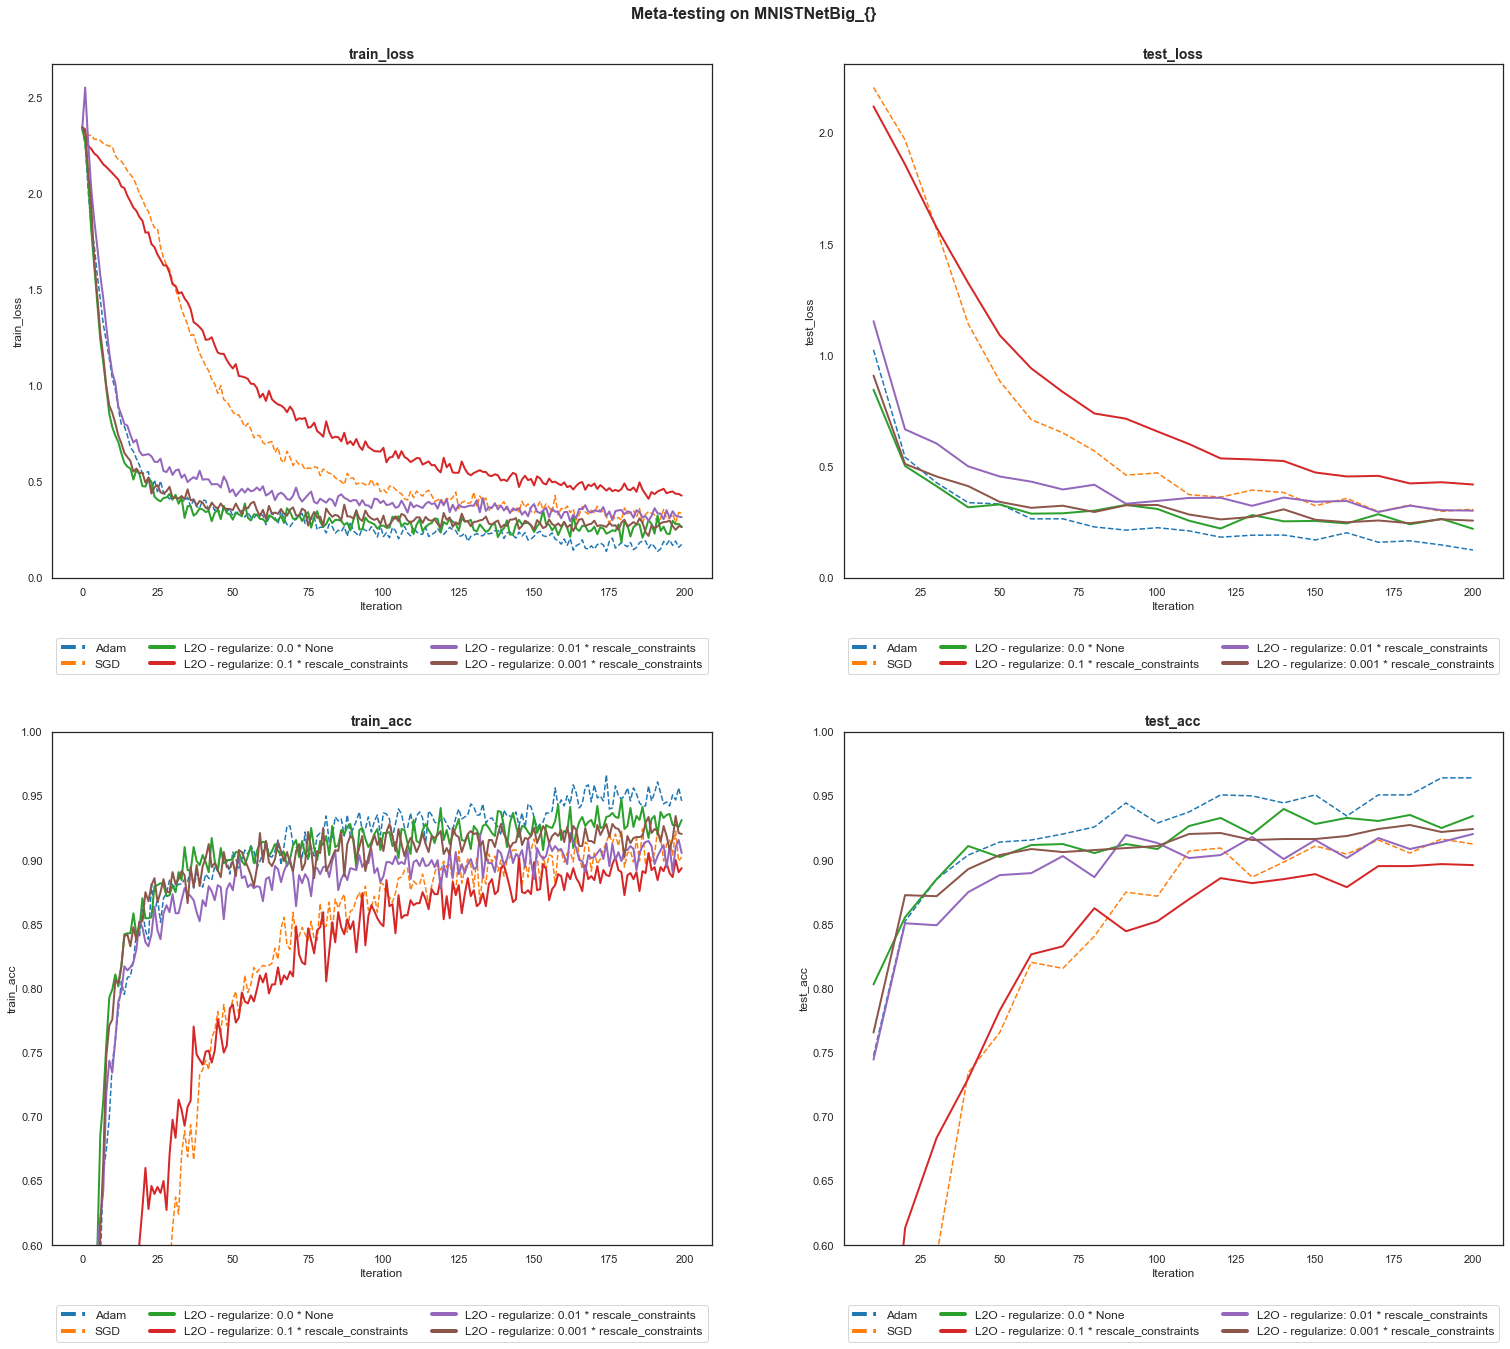 Meta-testing on MNISTNetBig_{}
train_loss
2.5
2.0
1.5
1.0
0.5
0.0
train_loss
0 25 50 75 100 125 150 175 200
Iteration
Adam L2O - regularize: 0.0 * None L2O - regularize: 0.01 * rescale_constraints
SGD L2O - regularize: 0.1 * rescale_constraints L2O - regularize: 0.001 * rescale_constraints
test_loss
2.0
1.5
1.0
0.5
0.0
test_loss
25 50 75 100 125 150 175 200
Iteration
Adam L2O - regularize: 0.0 * None L2O - regularize: 0.01 * rescale_constraints
SGD L2O - regularize: 0.1 * rescale_constraints L2O - regularize: 0.001 * rescale_constraints
train_acc
1.00
0.95
0.90
0.85
0.80
0.75
0.70
0.65
0.60
train_acc
0 25 50 75 100 125 150 175 200
Iteration
Adam L2O - regularize: 0.0 * None L2O - regularize: 0.01 * rescale_constraints
SGD L2O - regularize: 0.1 * rescale_constraints L2O - regularize: 0.001 * rescale_constraints
test_acc
1.00
0.95
0.90
0.85
0.80
0.75
0.70
0.65
0.60
test_acc
25 50 75 100 125 150 175 200
Iteration
Adam L2O - regularize: 0.0 * None L2O - regularize: 0.01 * rescale_constraints
SGD L2O - regularize: 0.1 * rescale_constraints L2O - regularize: 0.001 * rescale_constraints